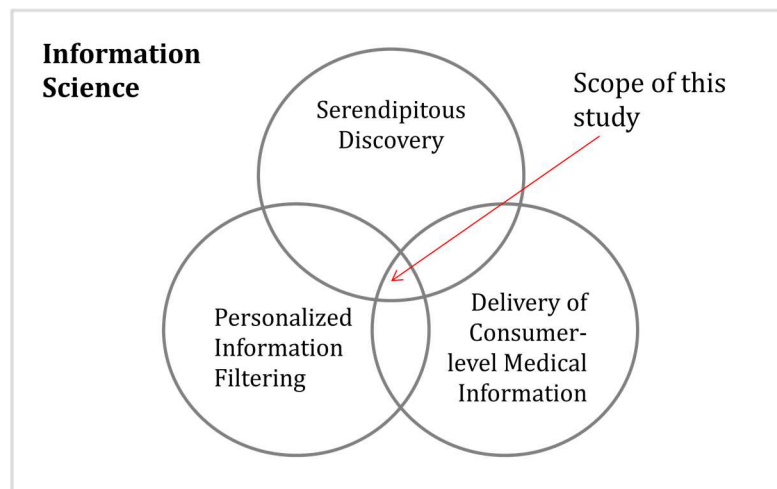 Information
Science
Scope of this
study
Serendipitous
Discovery
Personalized
Information
Filtering
Delivery of
Consumer-
level Medical
Information